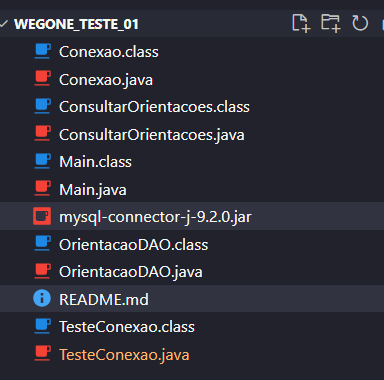 WEGONE_TESTE_01
Conexao.class
Conexao.java
ConsultarOrientacoes.class
ConsultarOrientacoes.java
Main.class
Main.java
mysql-connector-j-9.2.0.jar
OrientacaoDAO.class
OrientacaoDAO.java
README.md
TesteConexao.class
TesteConexao.java